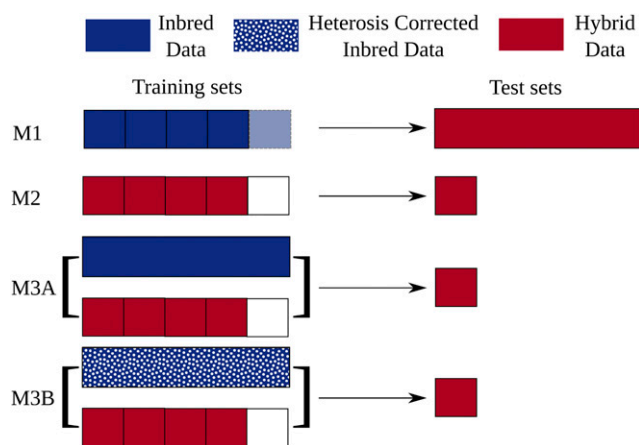 Inbred Data
Heterosis Corrected Inbred Data
Hybrid Data
Training sets
Test sets
M1
M2
M3A
M3B